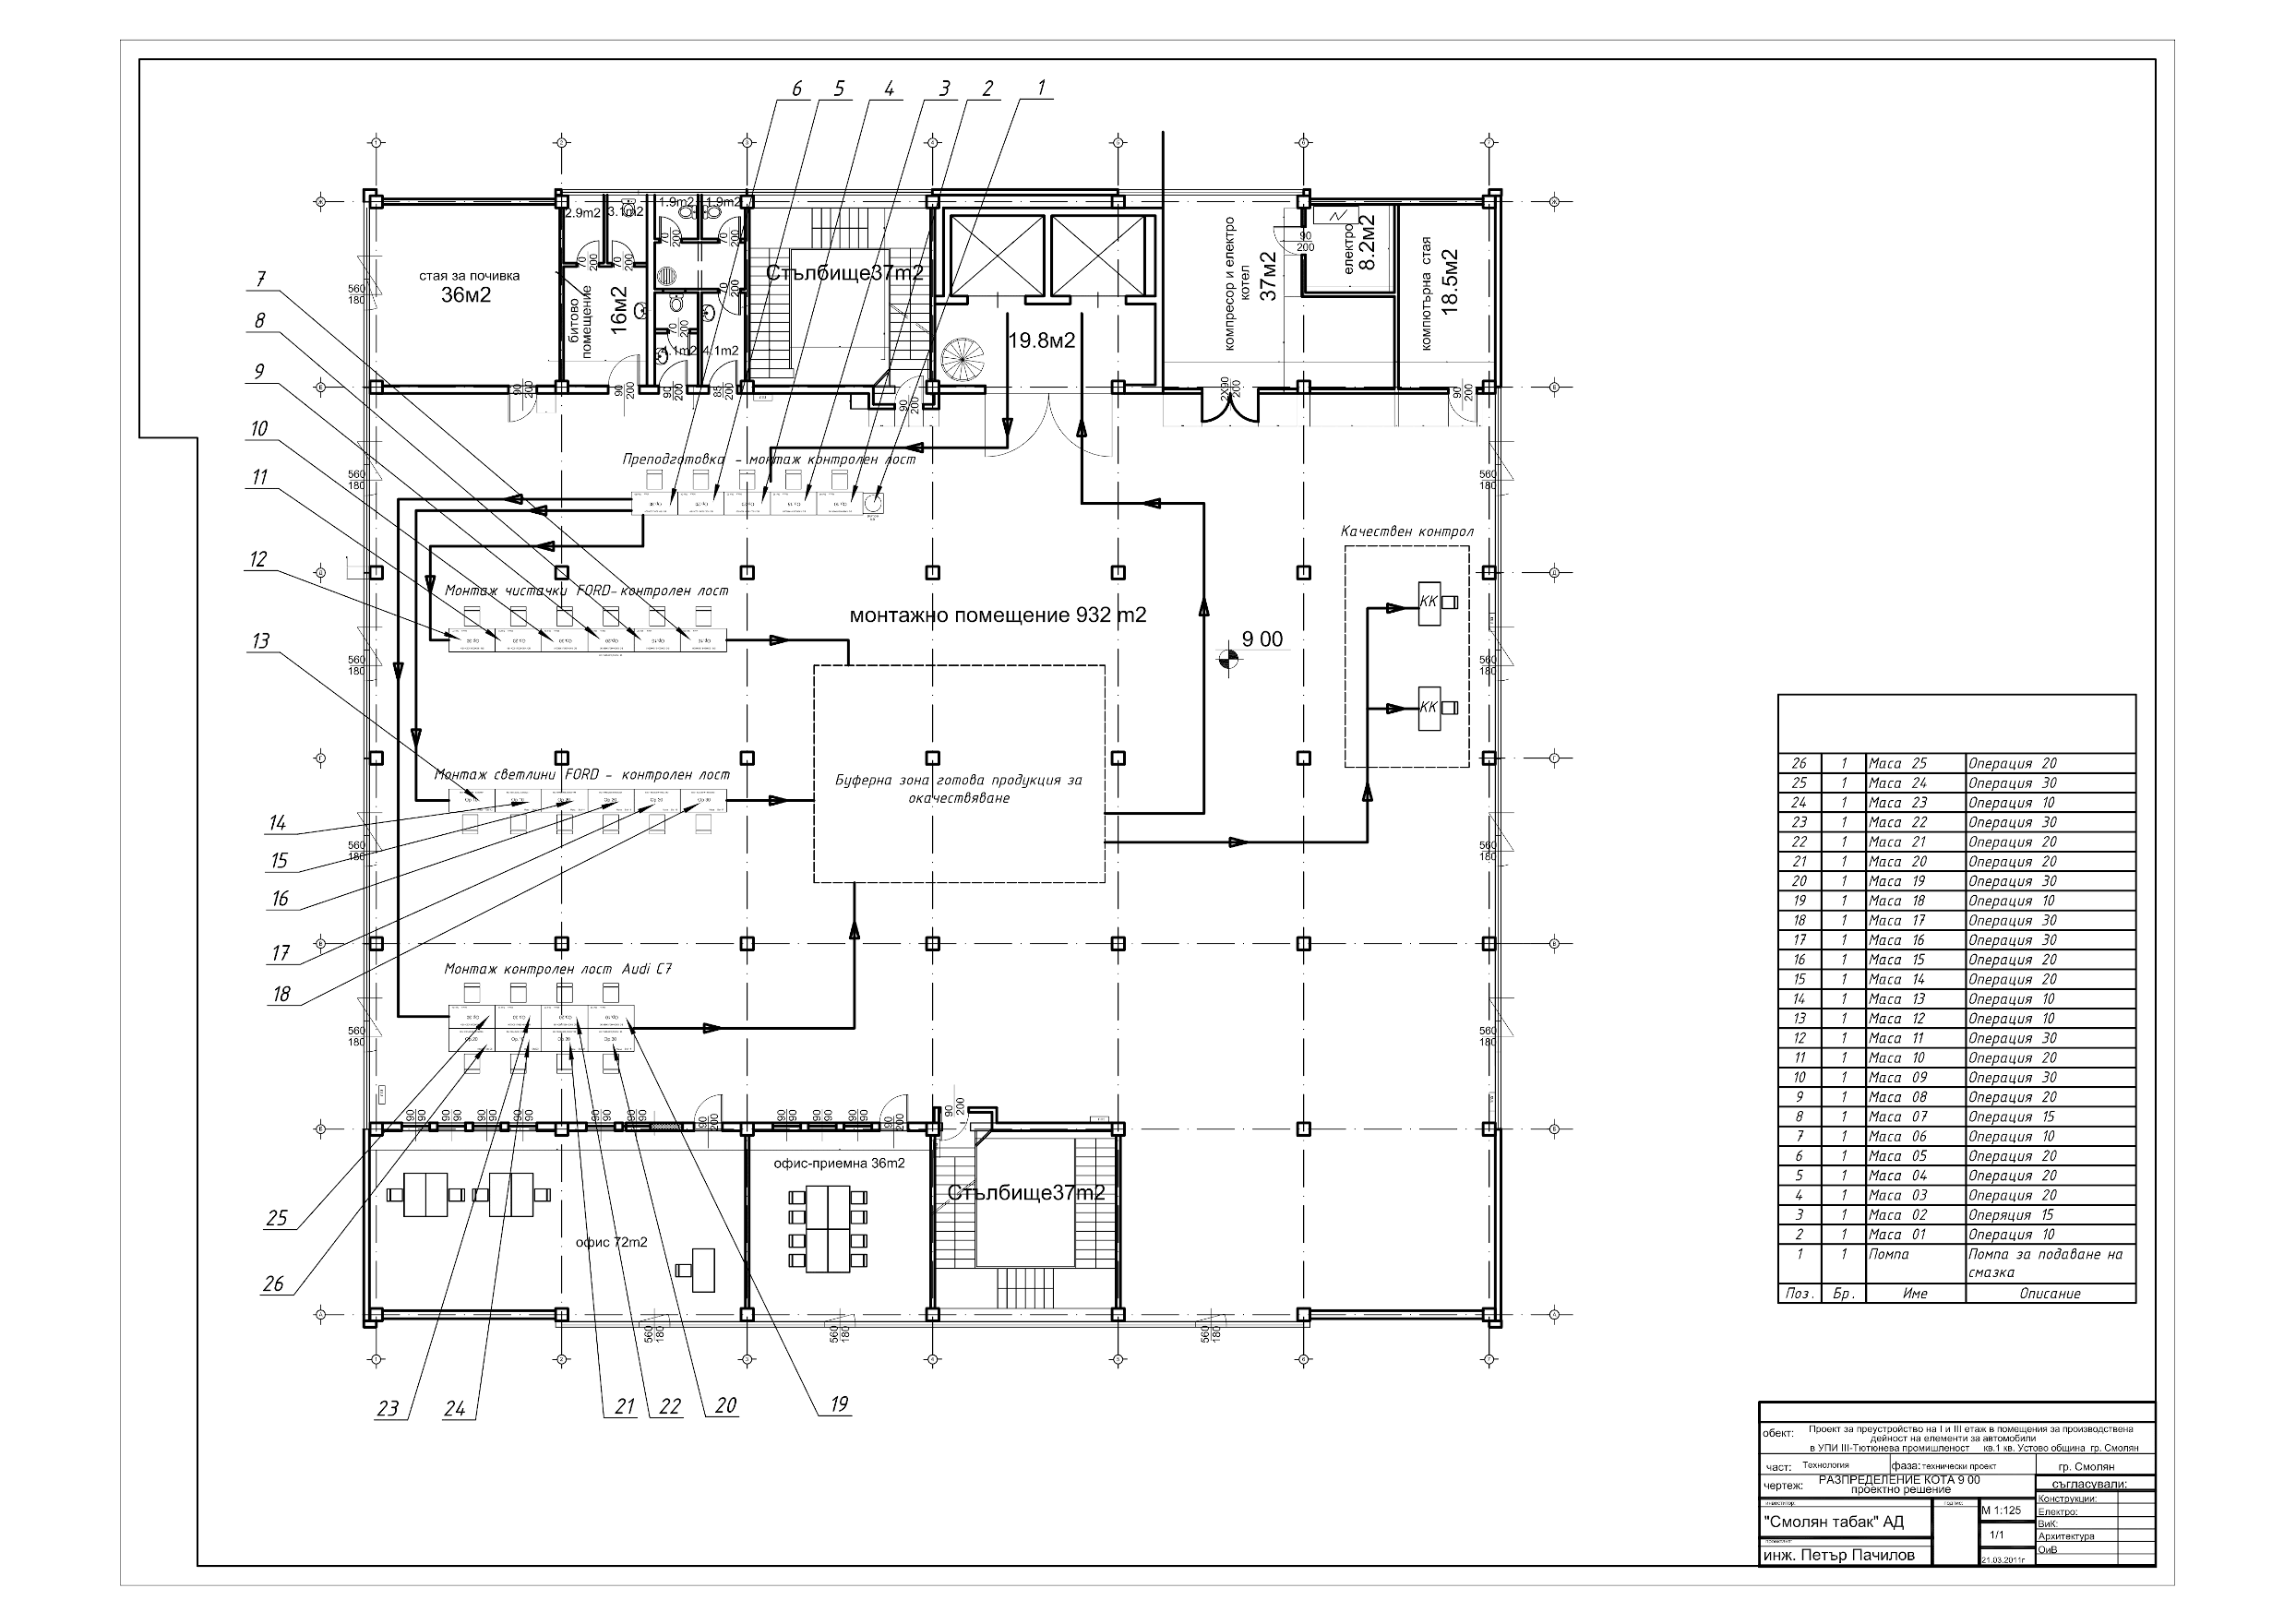 6
5
4
3
2
1
7
8
9
10
11
12
13
14
15
16
17
18
25
26
23
24
21
22
20
19
стая за почивка
36м2
2.9m2
3.1m2
1.9m2
1.9m2
битово
помещение
16м2
4.1m2
4.1m2
Стълбище37m2
19.8м2
компресор и електро
котел
37м2
електро
8.2м2
компютърна стая
18.5м2
70
200
90
200
85
200
2X90
200
560
180
Преподготовка - монтаж контролен лост
Качествен контрол
КК
КК
Монтаж чистачки FORD- контролен лост
монтажно помещение 932 m2
9 00
Монтаж светлини FORD - контролен лост
Буферна зона готова продукция за
окачествяване
Монтаж контролен лост Audi C7
офис-приемна 36m2
Стълбище37m2
офис 72m2
26 1 Маса 25 Операция 20
25 1 Маса 24 Операция 30
24 1 Маса 23 Операция 10
23 1 Маса 22 Операция 30
22 1 Маса 21 Операция 20
21 1 Маса 20 Операция 20
20 1 Маса 19 Операция 30
19 1 Маса 18 Операция 10
18 1 Маса 17 Операция 30
17 1 Маса 16 Операция 30
16 1 Маса 15 Операция 20
15 1 Маса 14 Операция 20
14 1 Маса 13 Операция 10
13 1 Маса 12 Операция 10
12 1 Маса 11 Операция 30
11 1 Маса 10 Операция 20
10 1 Маса 09 Операция 30
9 1 Маса 08 Операция 20
8 1 Маса 07 Операция 15
7 1 Маса 06 Операция 10
6 1 Маса 05 Операция 20
5 1 Маса 04 Операция 20
4 1 Маса 03 Операция 20
3 1 Маса 02 Оперяция 15
2 1 Маса 01 Операция 10
1 1 Помпа Помпа за подаване на
смазка
Поз. Бр. Име Описание
обект: Проект за преустройство на I и III етаж в помещения за производствена
дейност на елементи за автомобили
в УПИ III-Тютюнева промишленост кв.1 кв. Устово община гр. Смолян
част: Технология фаза: технически проект гр. Смолян
чертеж: РАЗПРЕДЕЛЕНИЕ КОТА 9 00
проектно решение
съгласували:
"Смолян табак" АД
М 1:125
1/1
21.03.2011г
инж. Петър Пачилов
Конструкции:
Електро:
ВиК:
Архитектура
ОиВ